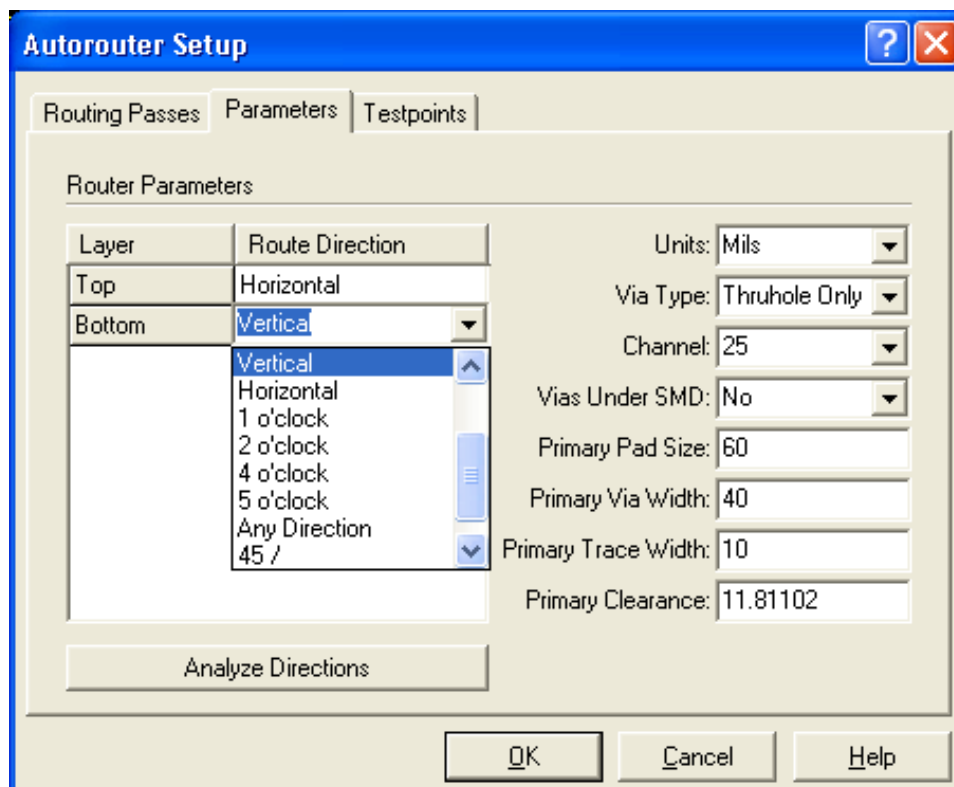 Autorouter Setup
Routing Passes
Parameters
Testpoints
Router Parameters
Layer
Route Direction
Top
Horizontal
Bottom
Vertical
Vertical
Horizontal
1 o'clock
2 o'clock
4 o'clock
5 o'clock
Any Direction
45 /
Analyze Directions
Units: Mils
Via Type: Thruhole Only
Channel: 25
Vias Under SMD: No
Primary Pad Size: 60
Primary Via Width: 40
Primary Trace Width: 10
Primary Clearance: 11.81102
OK
Cancel
Help